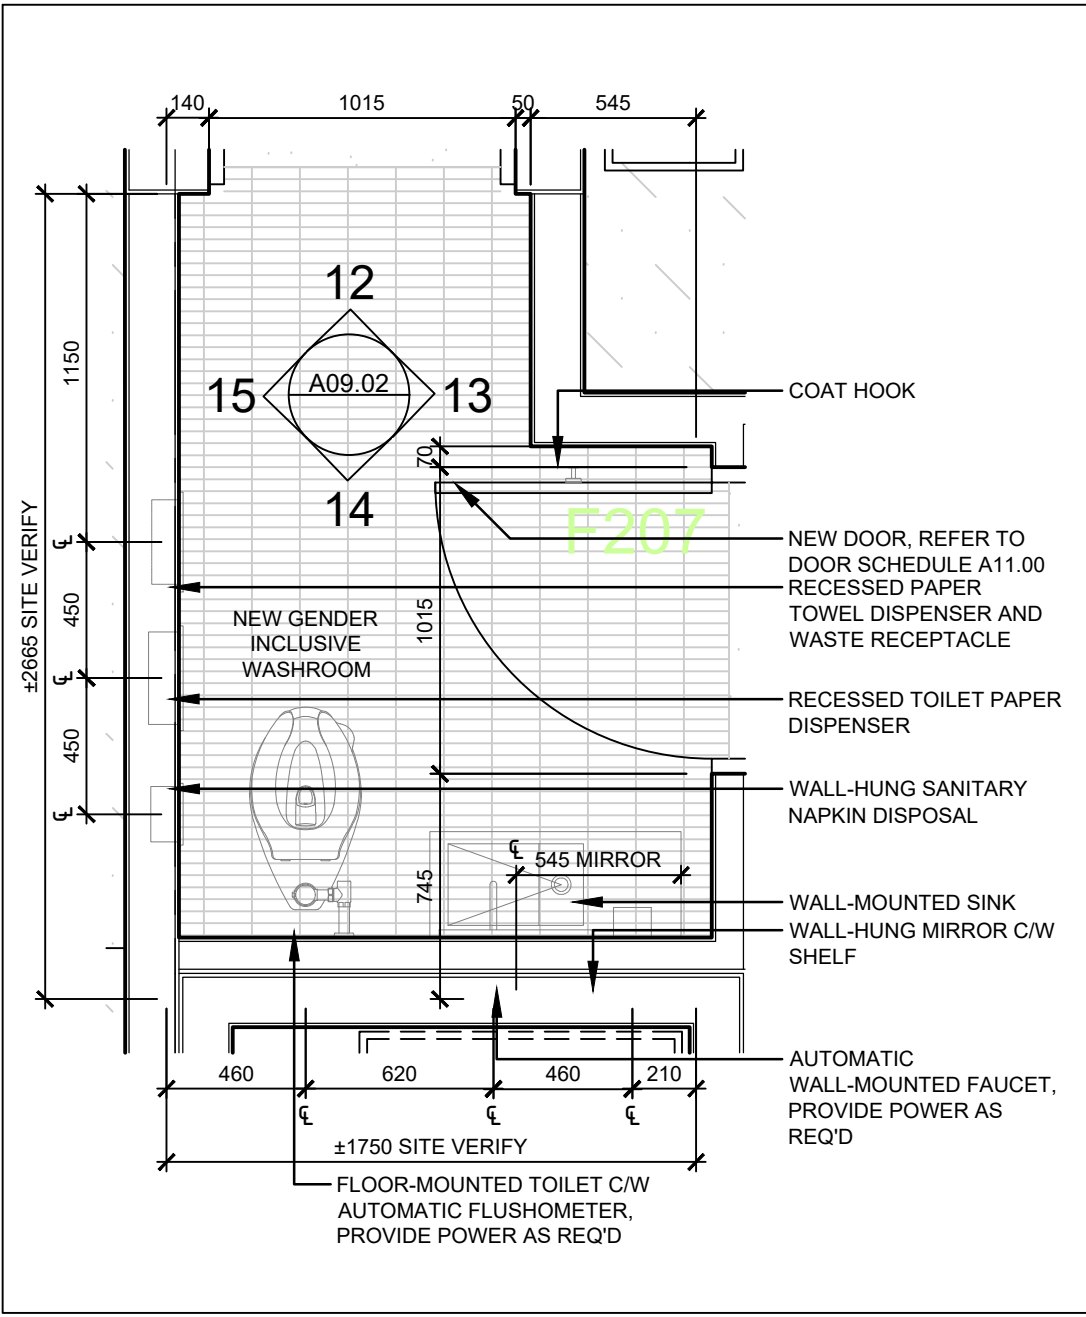 140
1015
50
545
12
15
A09.02
13
14
1150
±2665 SITE VERIFY
℄
450
℄
450
℄
70
1015
745
F207
NEW GENDER
INCLUSIVE
WASHROOM
℄
545 MIRROR
COAT HOOK
NEW DOOR, REFER TO
DOOR SCHEDULE A11.00
RECESSED PAPER
TOWEL DISPENSER AND
WASTE RECEPTACLE
RECESSED TOILET PAPER
DISPENSER
WALL-HUNG SANITARY
NAPKIN DISPOSAL
WALL-MOUNTED SINK
WALL-HUNG MIRROR C/W
SHELF
AUTOMATIC
WALL-MOUNTED FAUCET,
PROVIDE POWER AS
REQ'D
460
620
460
210
℄
℄
℄
±1750 SITE VERIFY
FLOOR-MOUNTED TOILET C/W
AUTOMATIC FLUSHOMETER,
PROVIDE POWER AS REQ'D